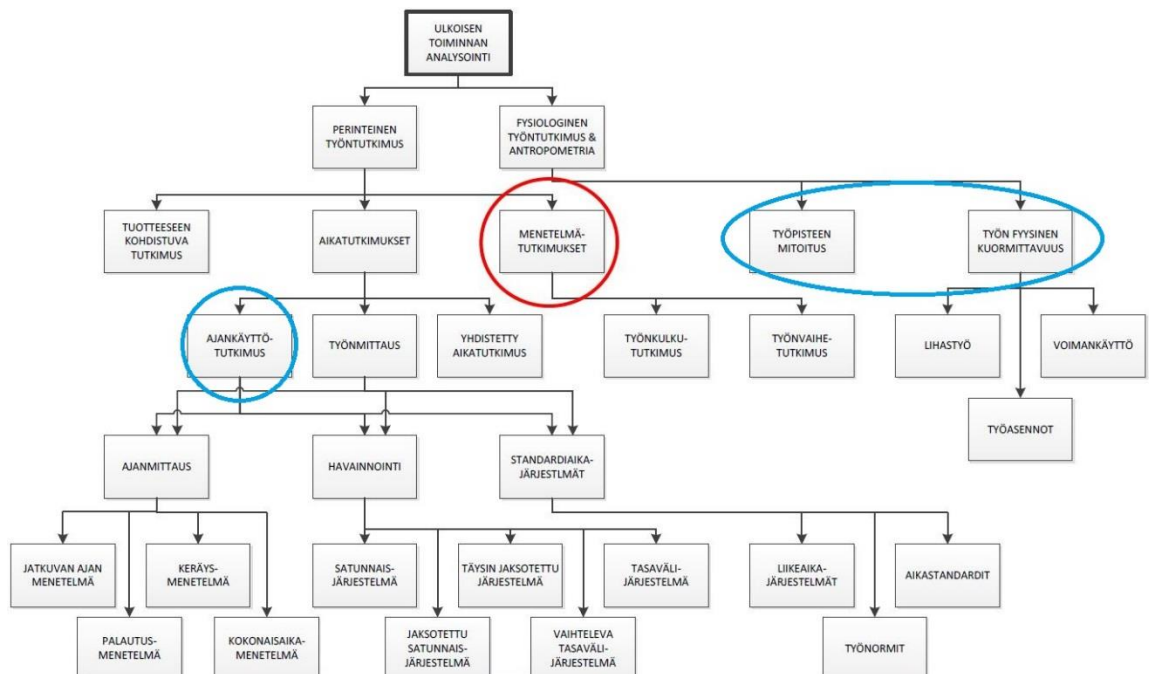 ULKOISEN
TOIMINNAN
ANALYSOINTI
PERINTEINEN
TYÖNTUTKIMUS
FYSIOLOGINEN
TYÖNTUTKIMUS &
ANTROPOMETRIA
TUOTTEESEEN
KOHDISTUVA
TUTKIMUS
AIKATUTKIMUKSET
MENETELMÄ-
TUTKIMUKSET
TYÖPISTEEN
MITOITUS
TYÖN FYYSINEN
KUORMITTAVUUS
AJANKÄYTTÖ-
TUTKIMUS
TYÖNMITTAUS
YHDISTETTY
AIKATUTKIMUS
TYÖNKULKU-
TUTKIMUS
TYÖNVAIHE-
TUTKIMUS
LIHASTYÖ
VOIMANKÄYTTÖ
TYÖASENNOT
AJANMITTAUS
HAVAINNOINTI
STANDARDIAIKA-
JÄRJESTLMÄT
JATKUVAN AJAN
MENETELMÄ
KERÄYS-
MENETELMÄ
SATUNNAIS-
JÄRJESTELMÄ
TÄYSIN JAKSOTETTU
JÄRJESTELMÄ
TASAVÄLI-
JÄRJESTELMÄ
LIIKEAIKA-
JÄRJESTELMÄT
AIKASTANDARDIT
PALAUTUS-
MENETELMÄ
KOKONAISAIKA-
MENETELMÄ
JAKSOTETTU
SATUNNAIS-
JÄRJESTELMÄ
VAIHTELEVA
TASAVÄLI-
JÄRJESTELMÄ
TYÖNORMIT